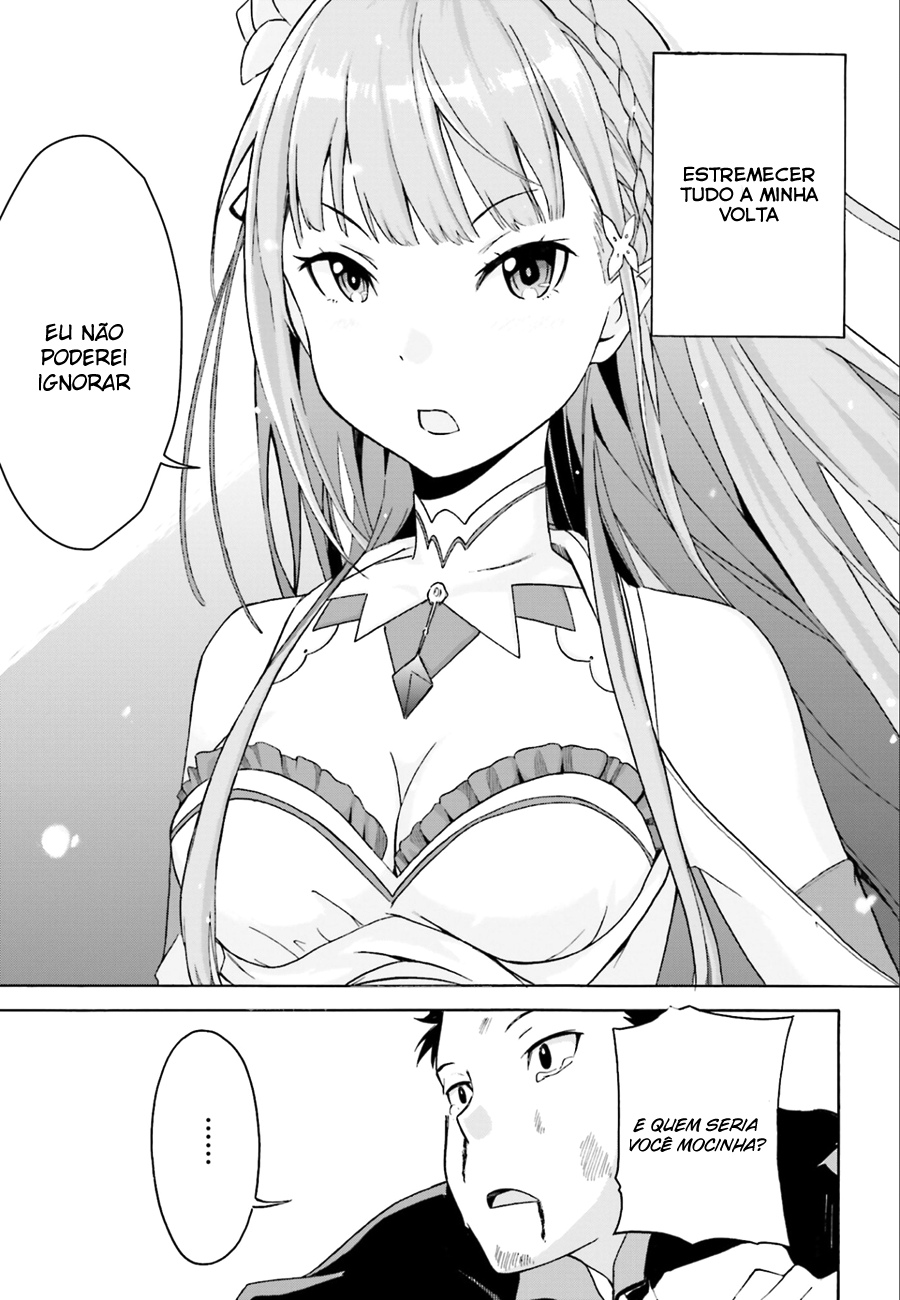 ESTREMECER
TUDO A MINHA
VOLTA
EU NÃO
PODEREI
IGNORAR
E QUEM SERIA
VOCÊ MOCINHA?
......